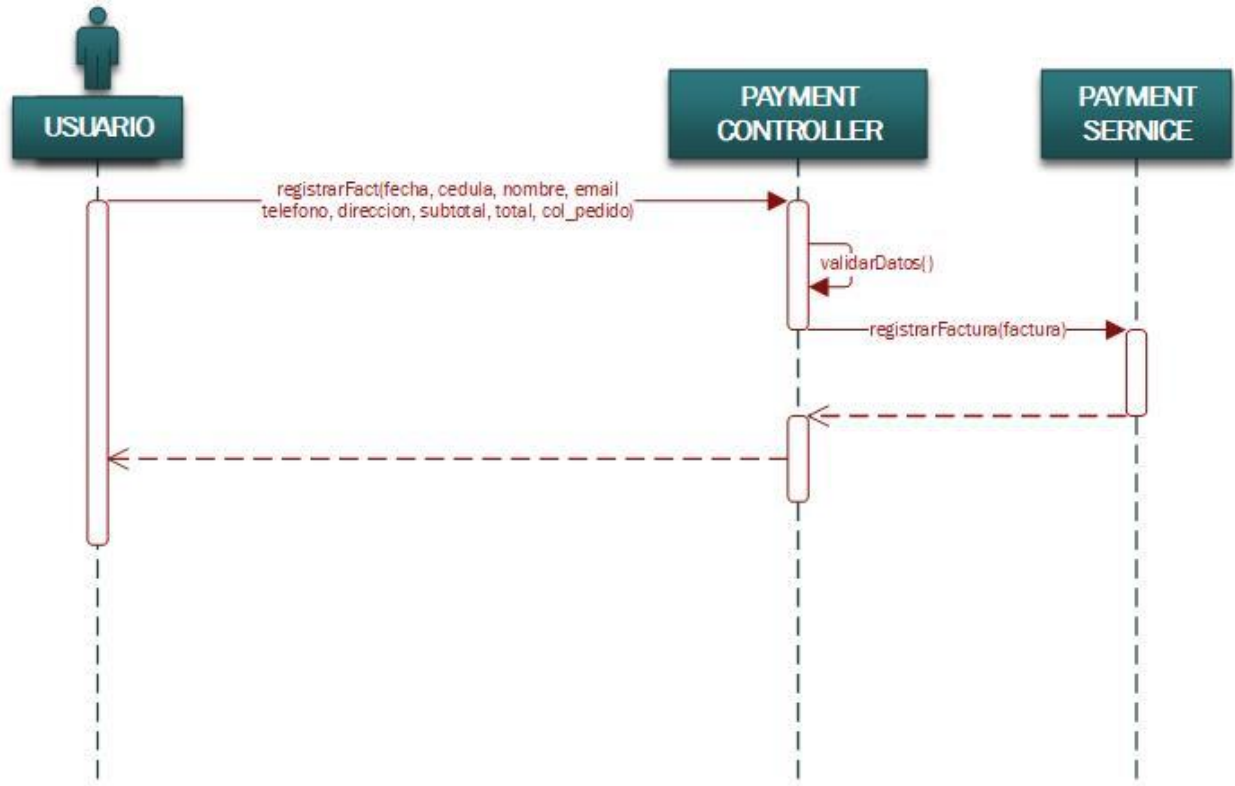 USUARIO
PAYMENT
CONTROLLER
PAYMENT
SERNICE
registrarFact(fecha, cedula, nombre, email
telefono, direccion, subtotal, total, col_pedido)
validarDatos()
registrarFactura(factura)